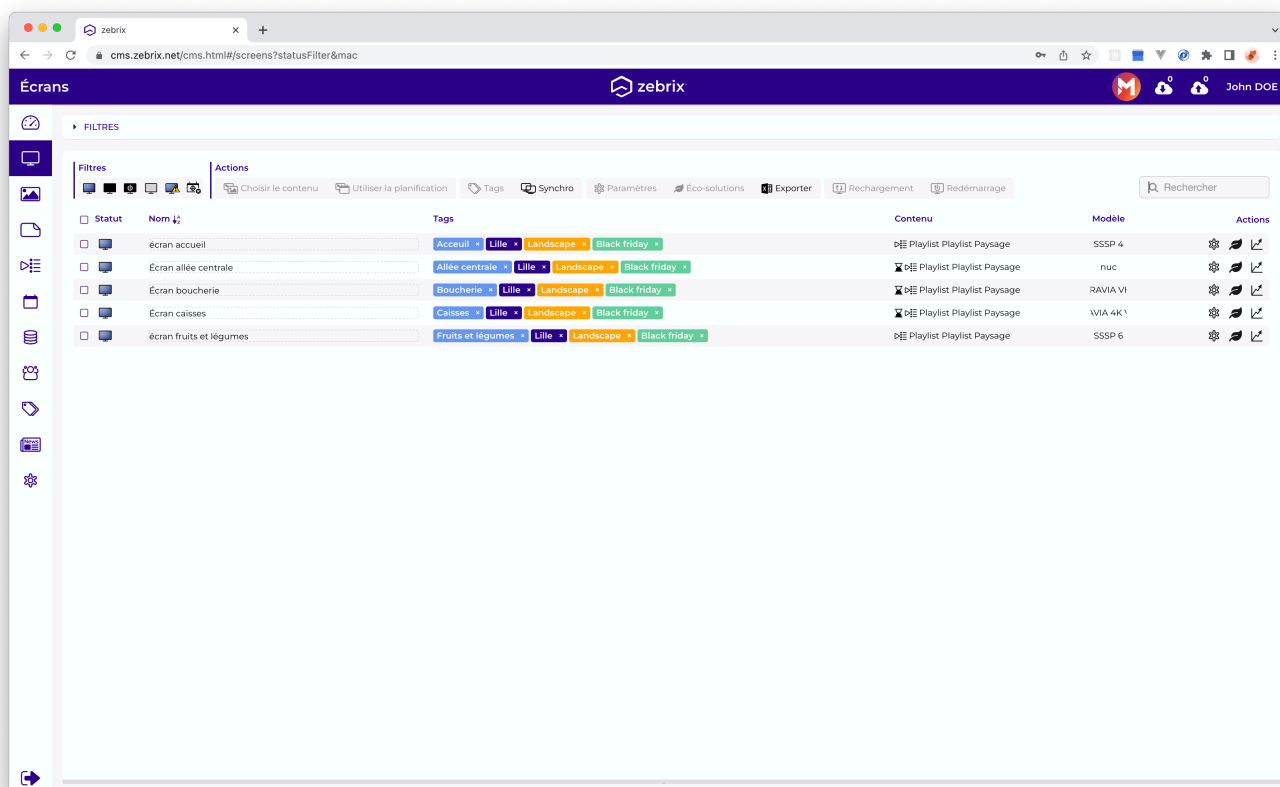 zebrix
cms.zebrix.net/cms.html#/screens?statusFilter&mac
Écrans zebrix 0 0 John DOE
FILTRES
Filtres Actions
Choisir le contenu Utiliser la planification Tags Synchro Paramètres Éco-solutions Exporter Rechargement Redémarrage Rechercher
Statut Nom Tags Contenu Modèle Actions
écran accueil Acceuil × Lille × Landscape × Black friday × Playlist Playlist Paysage SSSP 4
Écran allée centrale Allée centrale × Lille × Landscape × Black friday × Playlist Playlist Paysage nuc
Écran boucherie Boucherie × Lille × Landscape × Black friday × Playlist Playlist Paysage RAVIA
Écran caisses Caisses × Lille × Landscape × Black friday × Playlist Playlist Paysage 4K
écran fruits et légumes Fruits et légumes × Lille × Landscape × Black friday × Playlist Playlist Paysage SSSP 6
News